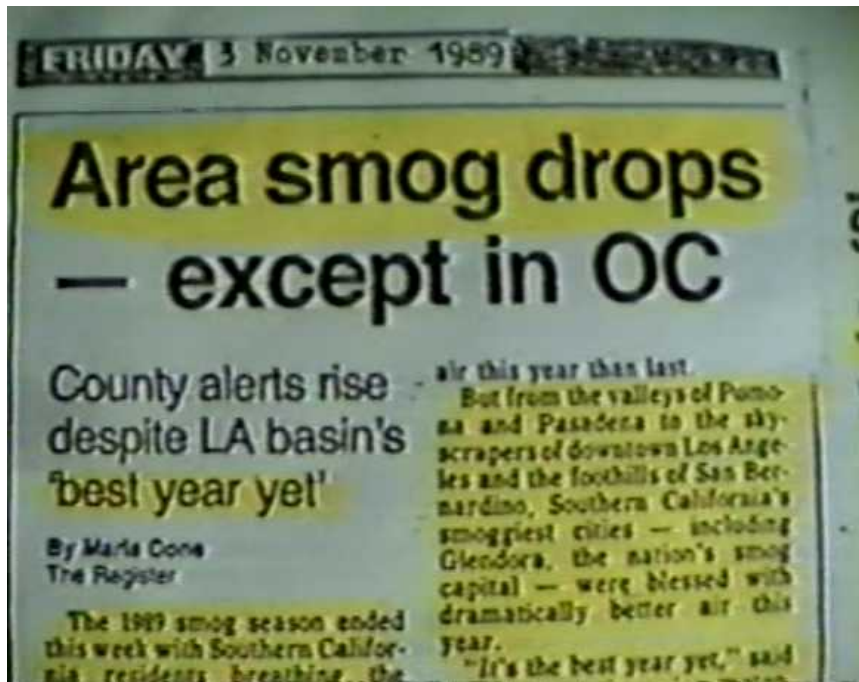 FRIDAY 3 November 1989
Area smog drops
— except in OC
County alerts rise
despite LA basin's
'best year yet'
By Marla Cone
The Register
The 1989 smog season ended
this week with Southern Califor-
nia residents breathing the
air this year than last.
But from the valleys of Pomo-
na and Pasadena to the sky-
scrapers of downtown Los Ange-
les and the foothills of San Ber-
nardino, Southern California's
smoggiest cities — including
Glendora, the nation's smog
capital — were blessed with
dramatically better air this
year.
"It's the best year yet," said